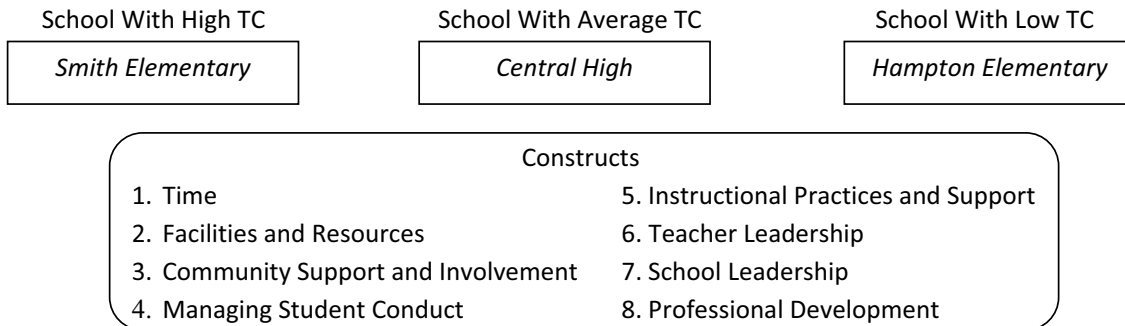 School With High TC
School With Average TC
School With Low TC
Smith Elementary
Central High
Hampton Elementary
Constructs
1. Time
2. Facilities and Resources
3. Community Support and Involvement
4. Managing Student Conduct
5. Instructional Practices and Support
6. Teacher Leadership
7. School Leadership
8. Professional Development